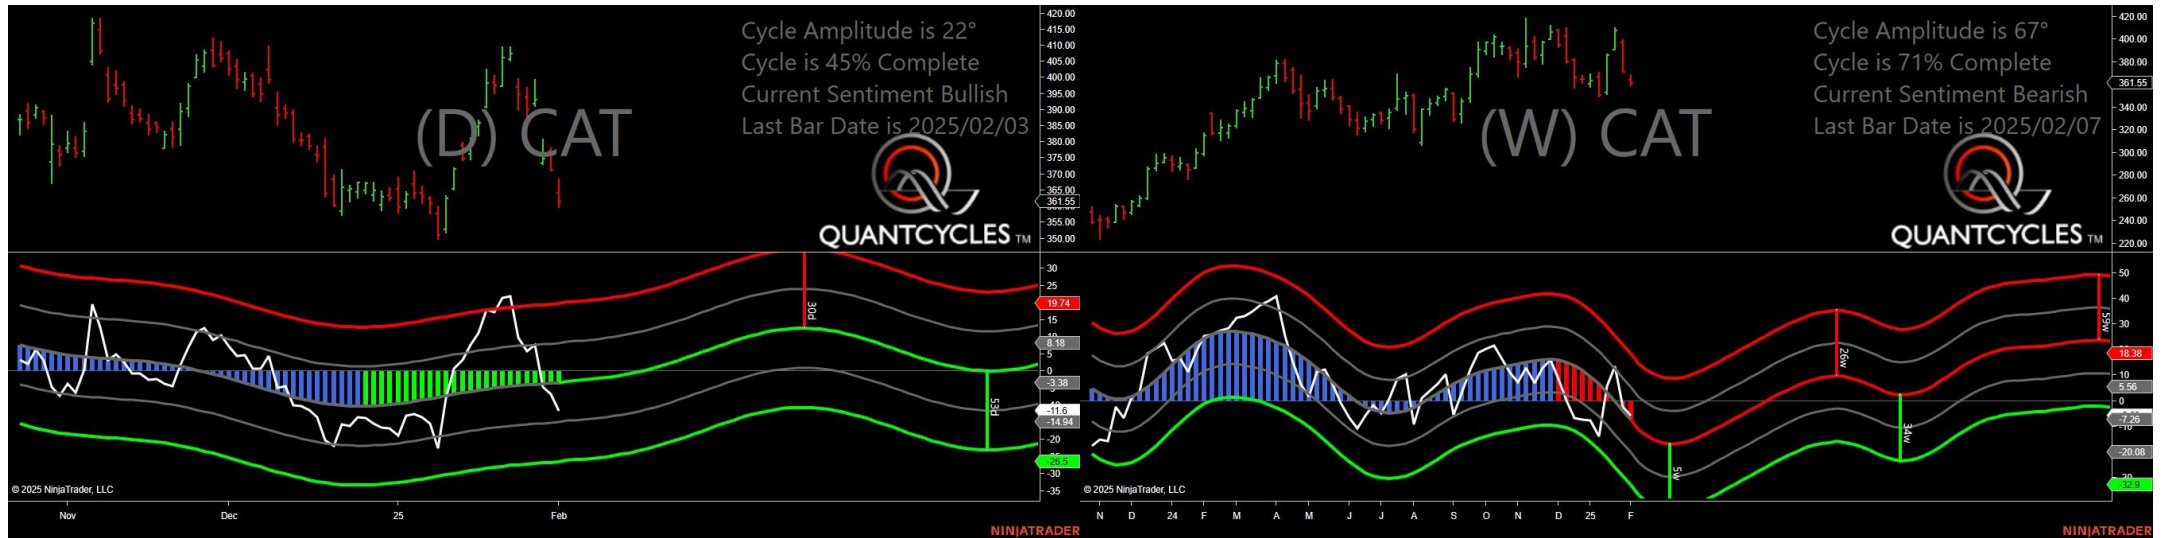 Cycle Amplitude is 22°
Cycle is 45% Complete
Current Sentiment Bullish
Last Bar Date is 2025/02/03
(D) CAT
QUANTCYCLES TM
420.00
415.00
410.00
405.00
400.00
395.00
390.00
385.00
380.00
375.00
370.00
365.00
361.55
355.00
350.00
30
25
19.74
15
8.18
5
0
-3.38
-11.6
-14.94
-20
-26.5
-30
-35
30d
53d
© 2025 NinjaTrader, LLC
Nov
Dec
25
Feb
NINJATRADER
Cycle Amplitude is 67°
Cycle is 71% Complete
Current Sentiment Bearish
Last Bar Date is 2025/02/07
(W) CAT
QUANTCYCLES TM
420.00
400.00
380.00
361.55
340.00
320.00
300.00
280.00
260.00
240.00
220.00
50
40
30
18.38
10
5.56
0
-7.26
-20.08
-32.9
5w
26w
34w
59w
© 2025 NinjaTrader, LLC
N
D
24
F
M
A
M
J
J
A
S
O
N
D
25
F
NINJATRADER